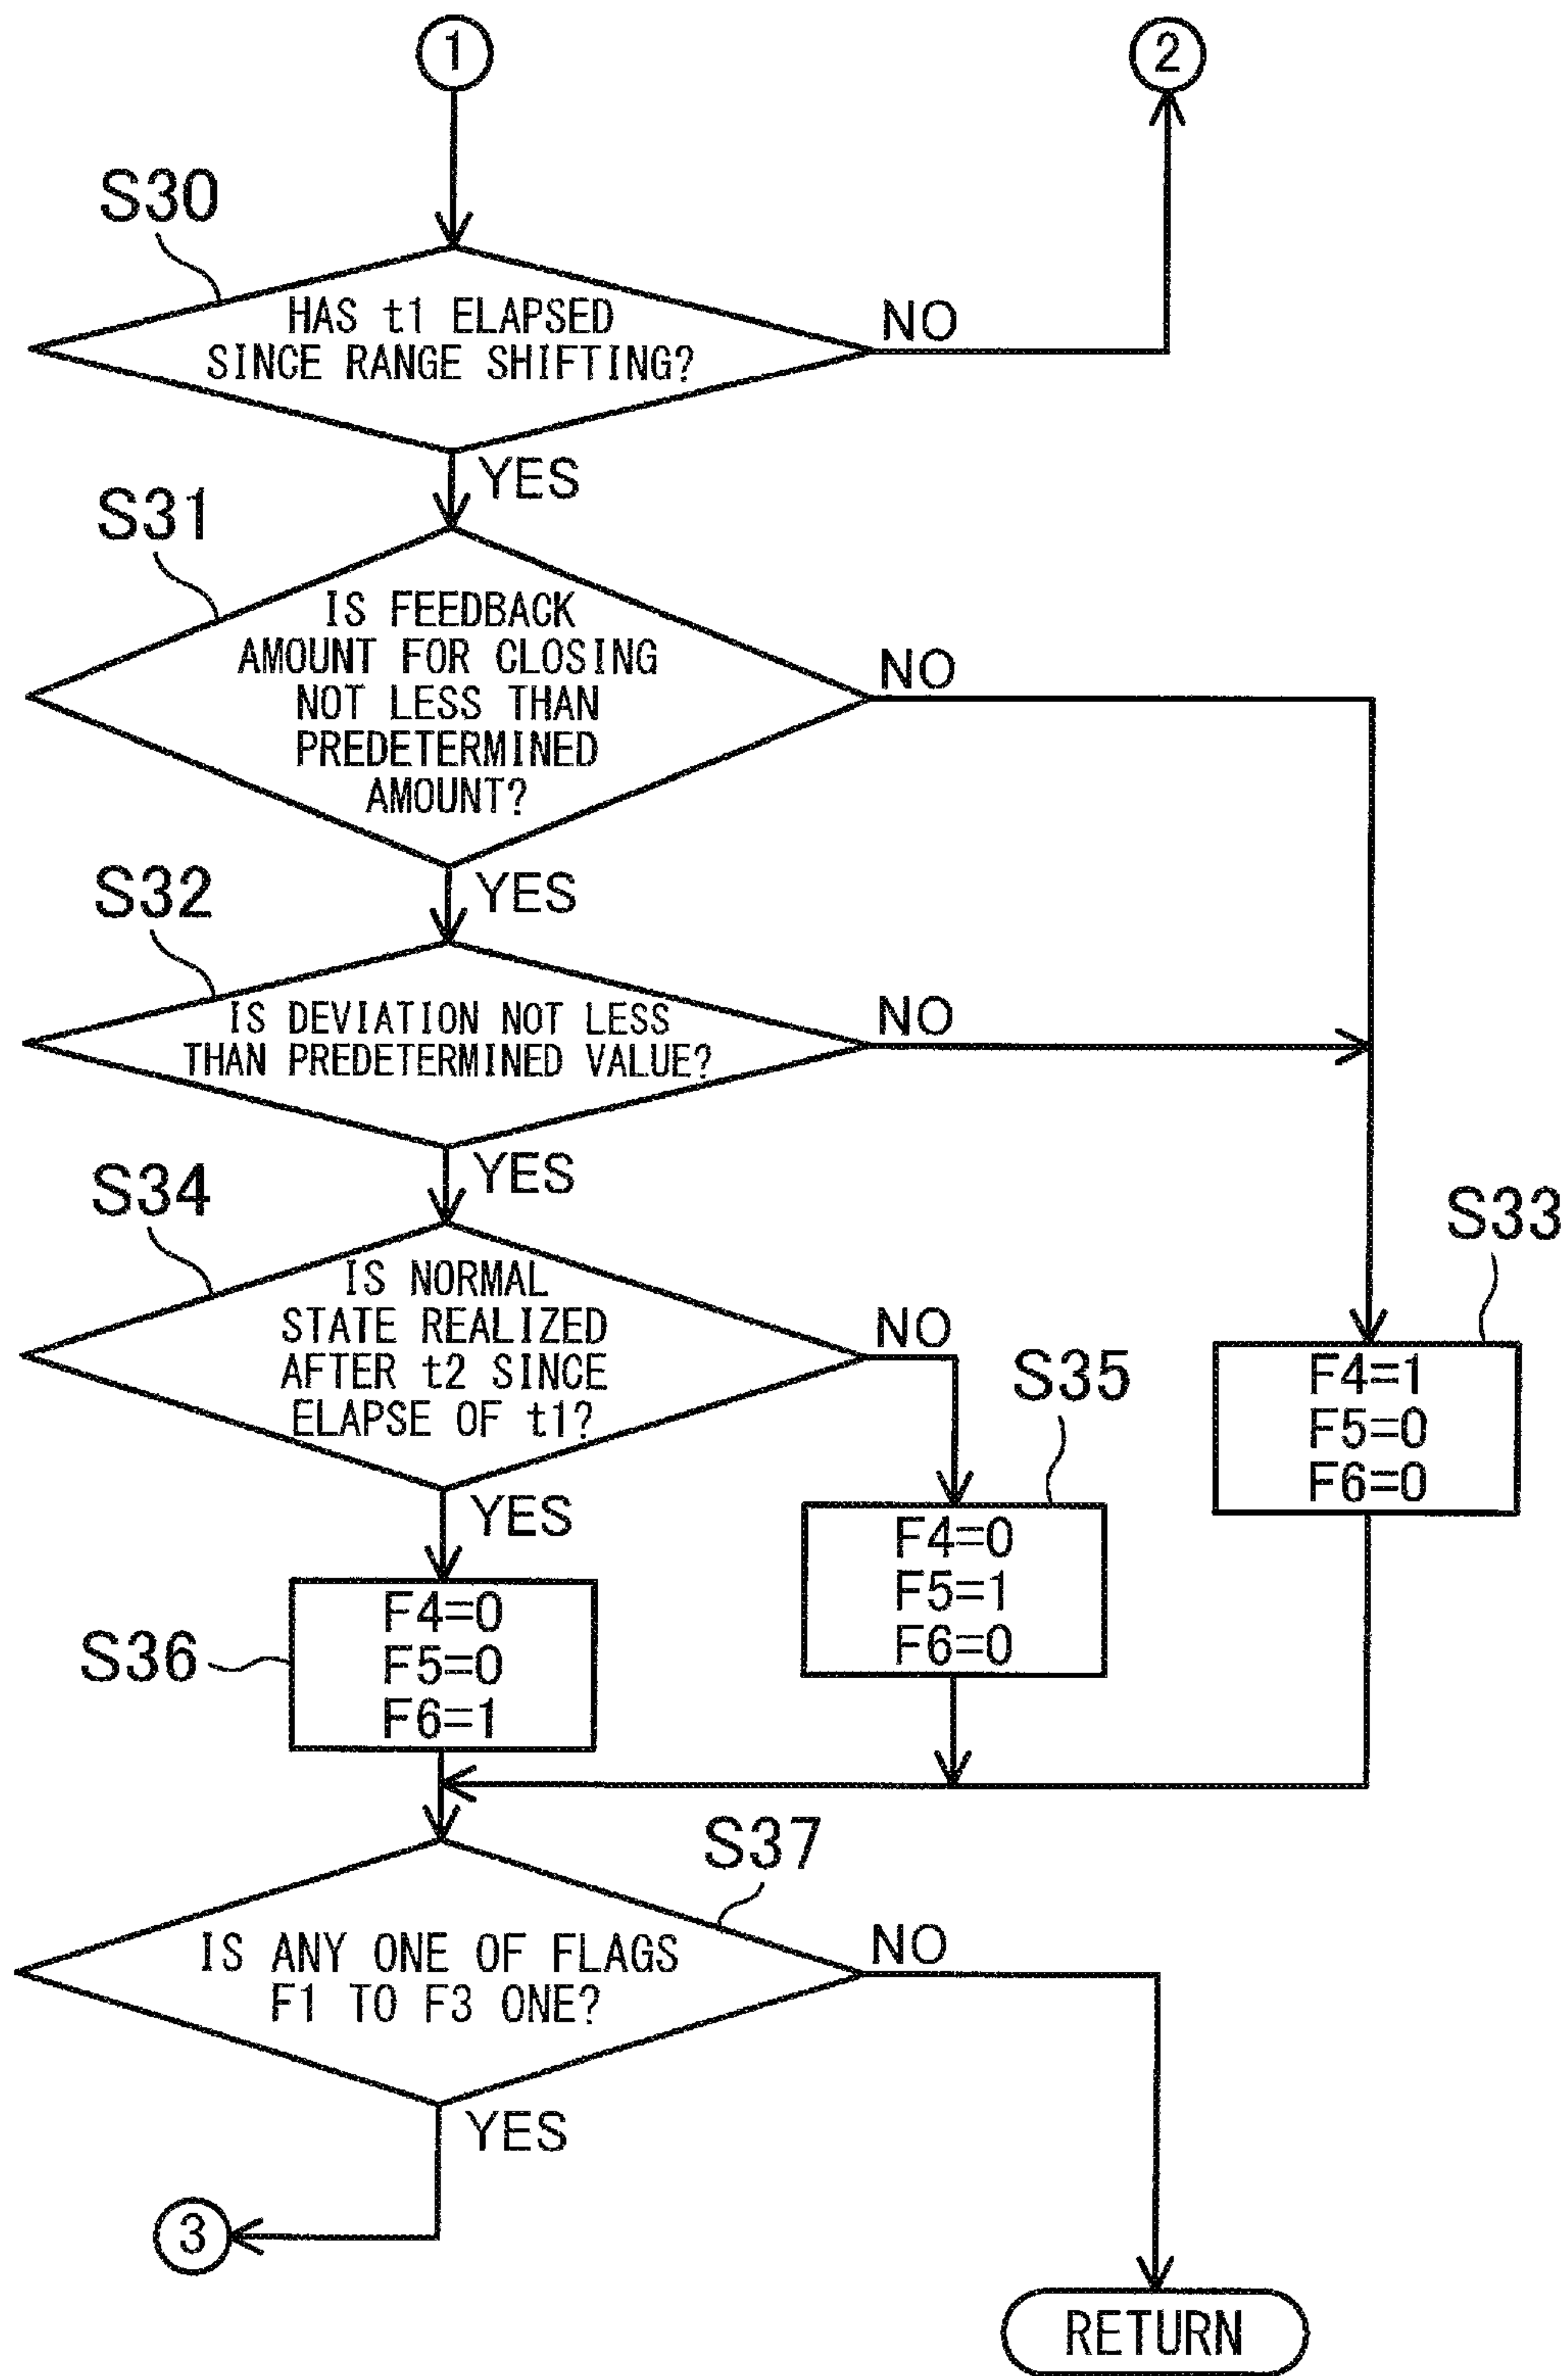 1
2
S30
HAS t1 ELAPSED
SINCE RANGE SHIFTING?
NO
YES
S31
IS FEEDBACK
AMOUNT FOR CLOSING
NOT LESS THAN
PREDETERMINED
AMOUNT?
NO
YES
S32
IS DEVIATION NOT LESS
THAN PREDETERMINED VALUE?
NO
YES
S34
IS NORMAL
STATE REALIZED
AFTER t2 SINCE
ELAPSE OF t1?
NO
YES
S33
F4=1
F5=0
F6=0
S35
F4=0
F5=1
F6=0
S36
F4=0
F5=0
F6=1
S37
IS ANY ONE OF FLAGS
F1 TO F3 ONE?
NO
YES
3
RETURN